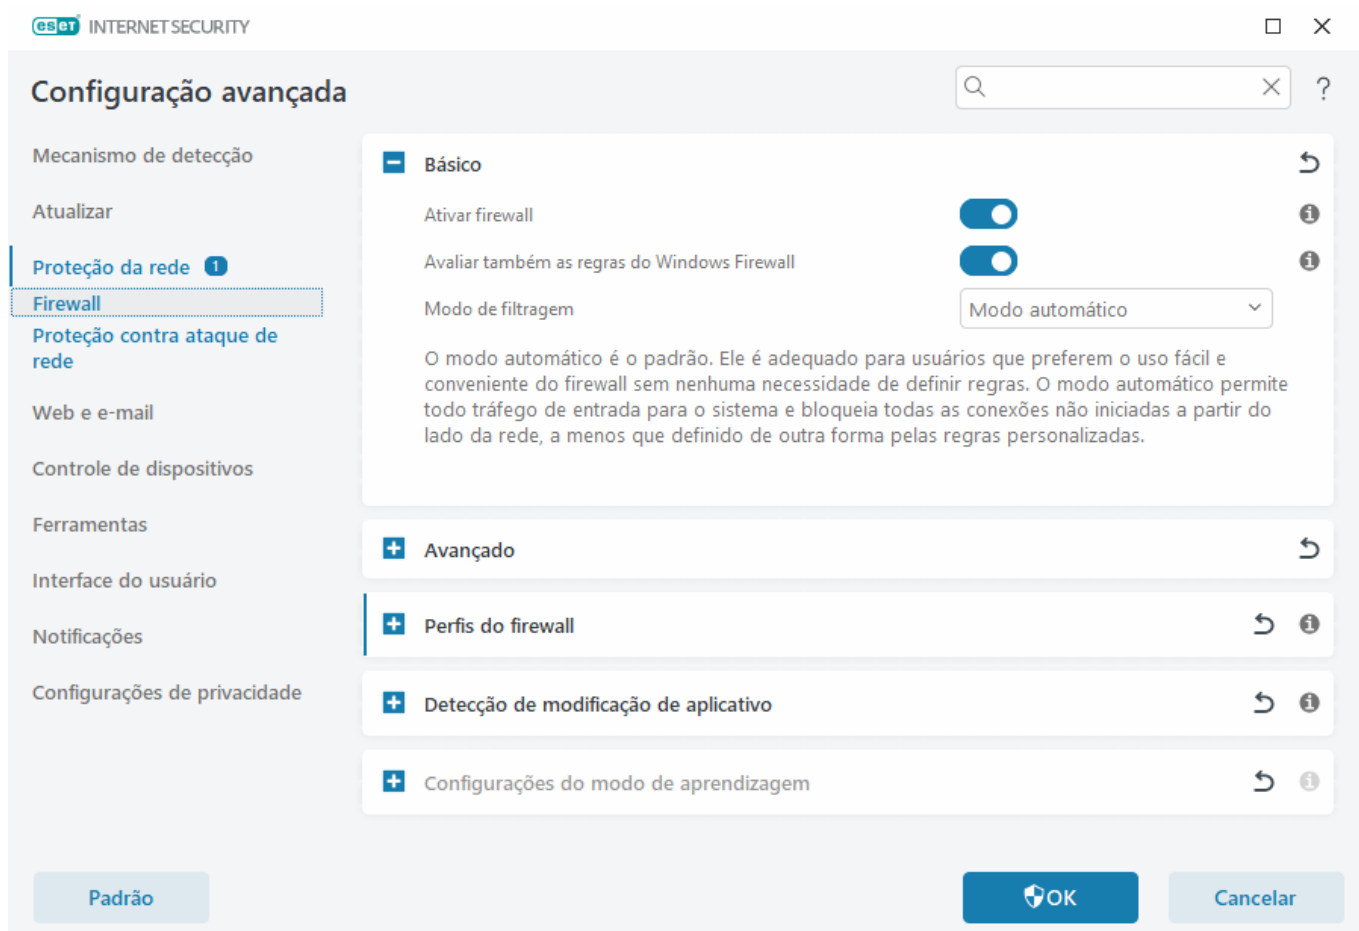 eset INTERNET SECURITY
Configuração avançada
?
Mecanismo de detecção
Atualizar
Proteção da rede 1
Firewall
Proteção contra ataque de
rede
Web e e-mail
Controle de dispositivos
Ferramentas
Interface do usuário
Notificações
Configurações de privacidade
Básico
Ativar firewall
Avaliar também as regras do Windows Firewall
Modo de filtragem
Modo automático
O modo automático é o padrão. Ele é adequado para usuários que preferem o uso fácil e
conveniente do firewall sem nenhuma necessidade de definir regras. O modo automático permite
todo tráfego de entrada para o sistema e bloqueia todas as conexões não iniciadas a partir do
lado da rede, a menos que definido de outra forma pelas regras personalizadas.
Avançado
Perfis do firewall
Detecção de modificação de aplicativo
Configurações do modo de aprendizagem
Padrão
OK
Cancelar